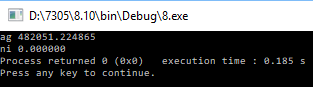 D:\7305\8.10\bin\Debug\8.exe
ag 482051.224865
ni 0.000000
Process returned 0 (0x0)   execution time : 0.185 s
Press any key to continue.